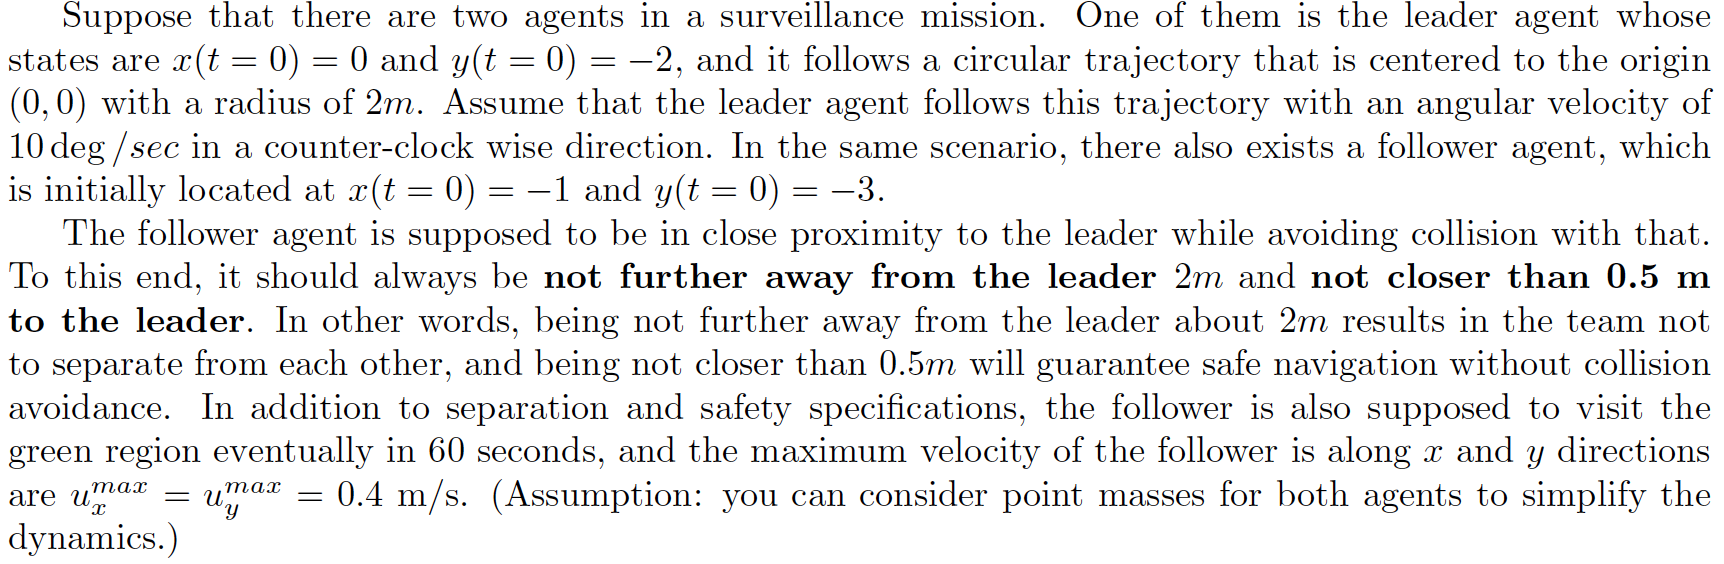 Suppose that there are two agents in a surveillance mission. One of them is the leader agent whose
states are x(t = 0) = 0 and y(t = 0) = −2, and it follows a circular trajectory that is centered to the origin
(0, 0) with a radius of 2m. Assume that the leader agent follows this trajectory with an angular velocity of
10 deg /sec in a counter-clock wise direction. In the same scenario, there also exists a follower agent, which
is initially located at x(t = 0) = −1 and y(t = 0) = −3.
The follower agent is supposed to be in close proximity to the leader while avoiding collision with that.
To this end, it should always be not further away from the leader 2m and not closer than 0.5 m
to the leader. In other words, being not further away from the leader about 2m results in the team not
to separate from each other, and being not closer than 0.5m will guarantee safe navigation without collision
avoidance. In addition to separation and safety specifications, the follower is also supposed to visit the
green region eventually in 60 seconds, and the maximum velocity of the follower is along x and y directions
are u_x^{max} = u_y^{max} = 0.4 m/s. (Assumption: you can consider point masses for both agents to simplify the
dynamics.)